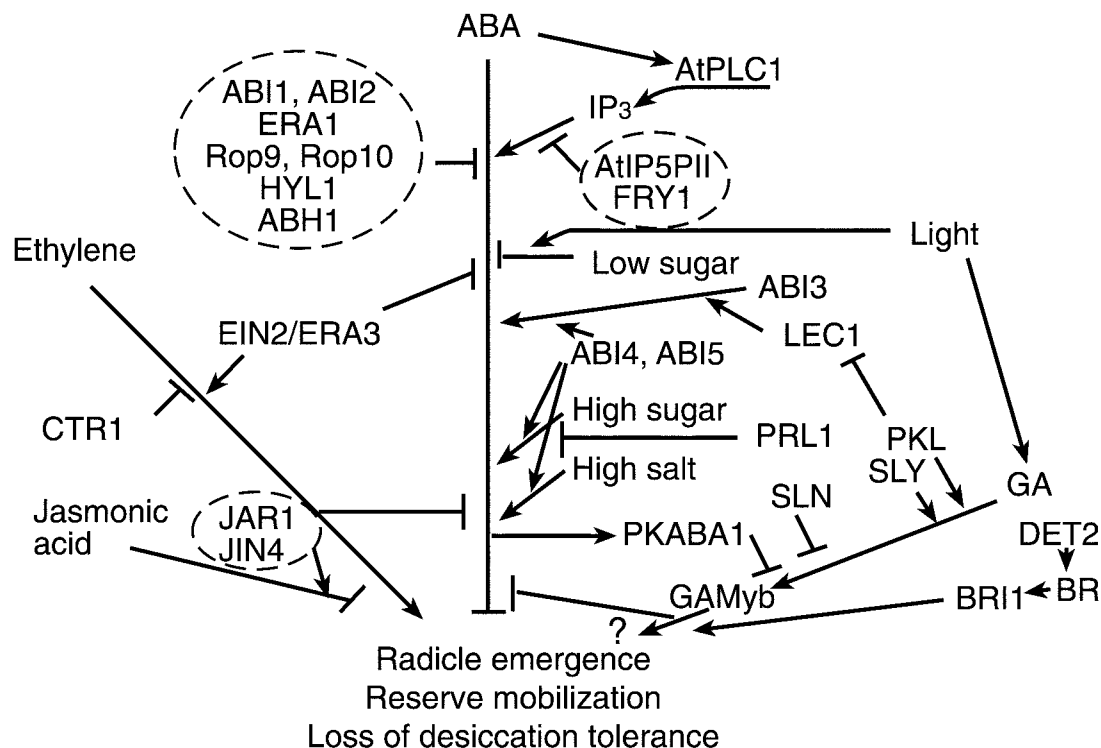 ABA
AtPLC1
ABI1, ABI2
ERA1
Rop9, Rop10
HYL1
ABH1
IP3
AtIP5PII
FRY1
Ethylene
Light
Low sugar
ABI3
EIN2/ERA3
LEC1
ABI4, ABI5
High sugar
CTR1
PRL1
PKL
SLY
High salt
GA
SLN
Jasmonic
acid
JAR1
JIN4
PKABA1
DET2
GAMyb
BRI1
BR
?
Radicle emergence
Reserve mobilization
Loss of desiccation tolerance